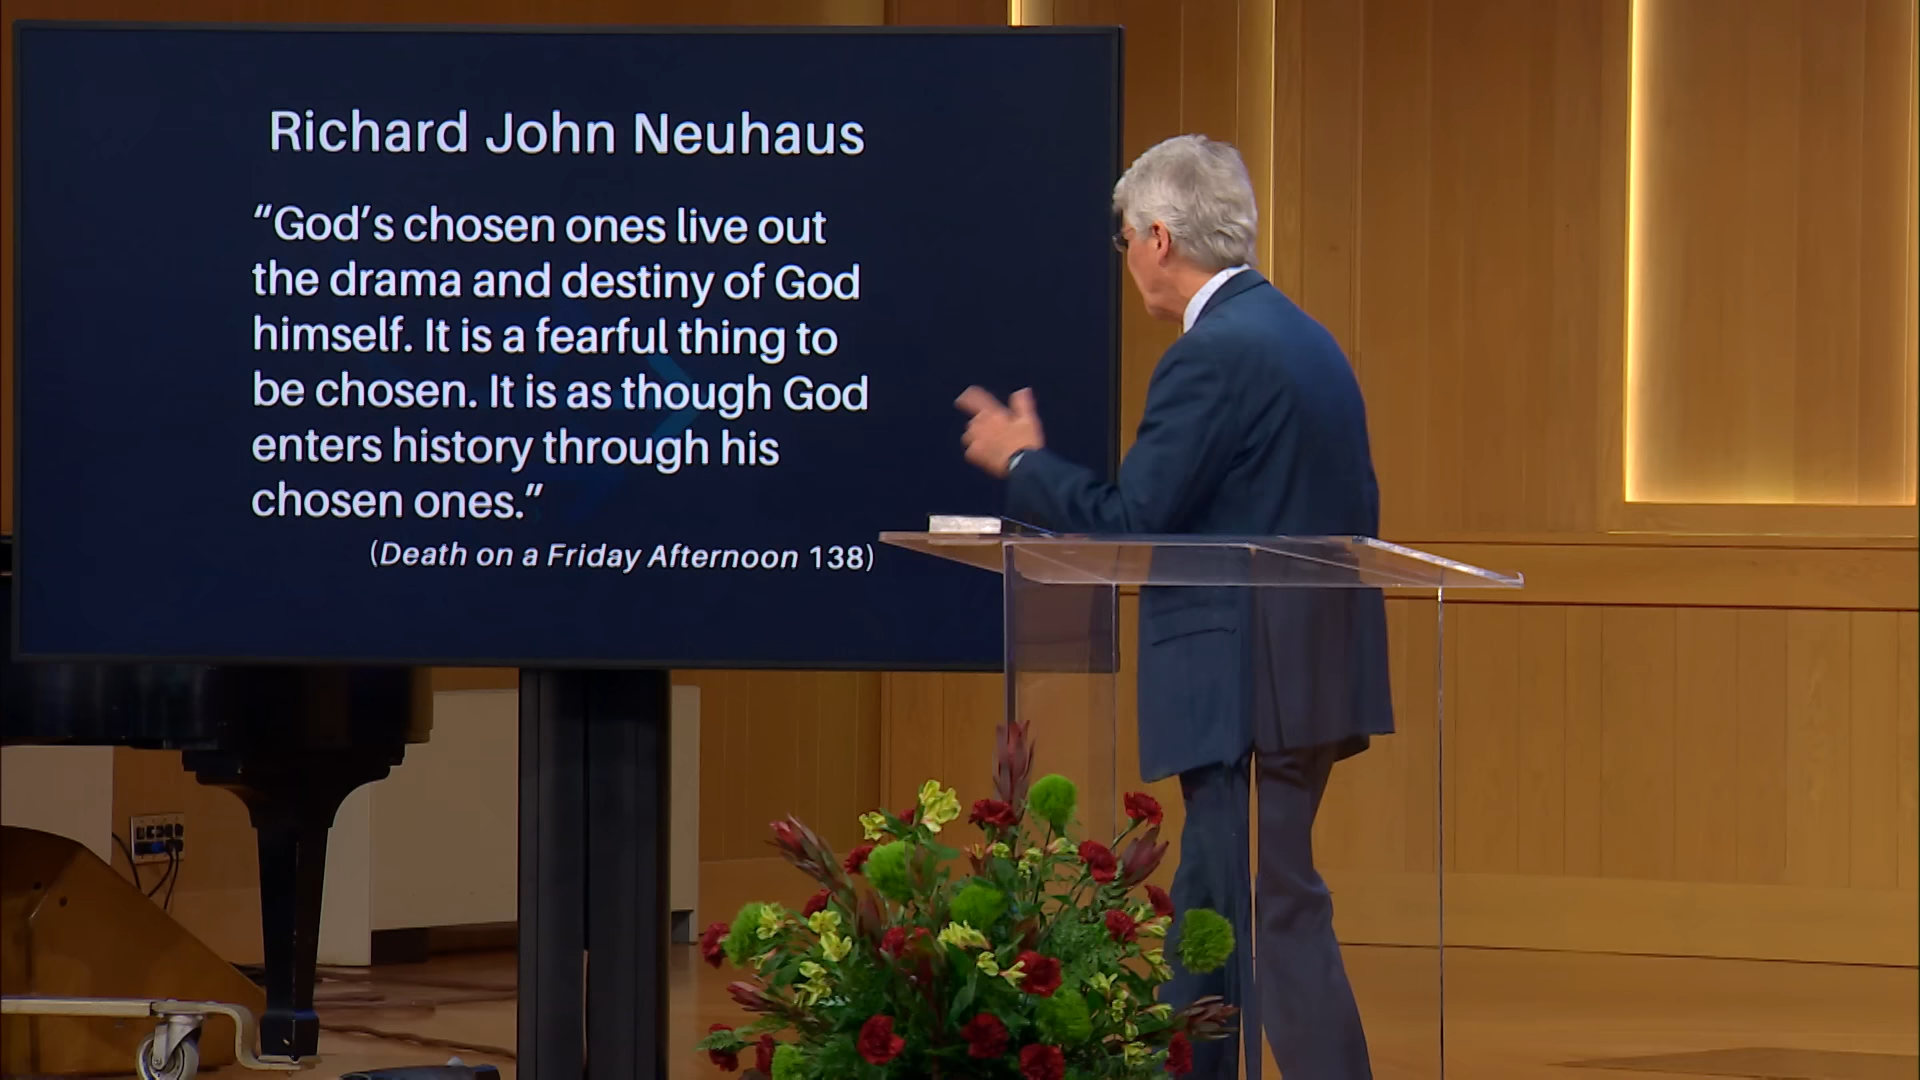 Richard John Neuhaus
“God’s chosen ones live out
the drama and destiny of God
himself. It is a fearful thing to
be chosen. It is as though God
enters history through his
chosen ones.”
(Death on a Friday Afternoon 138)